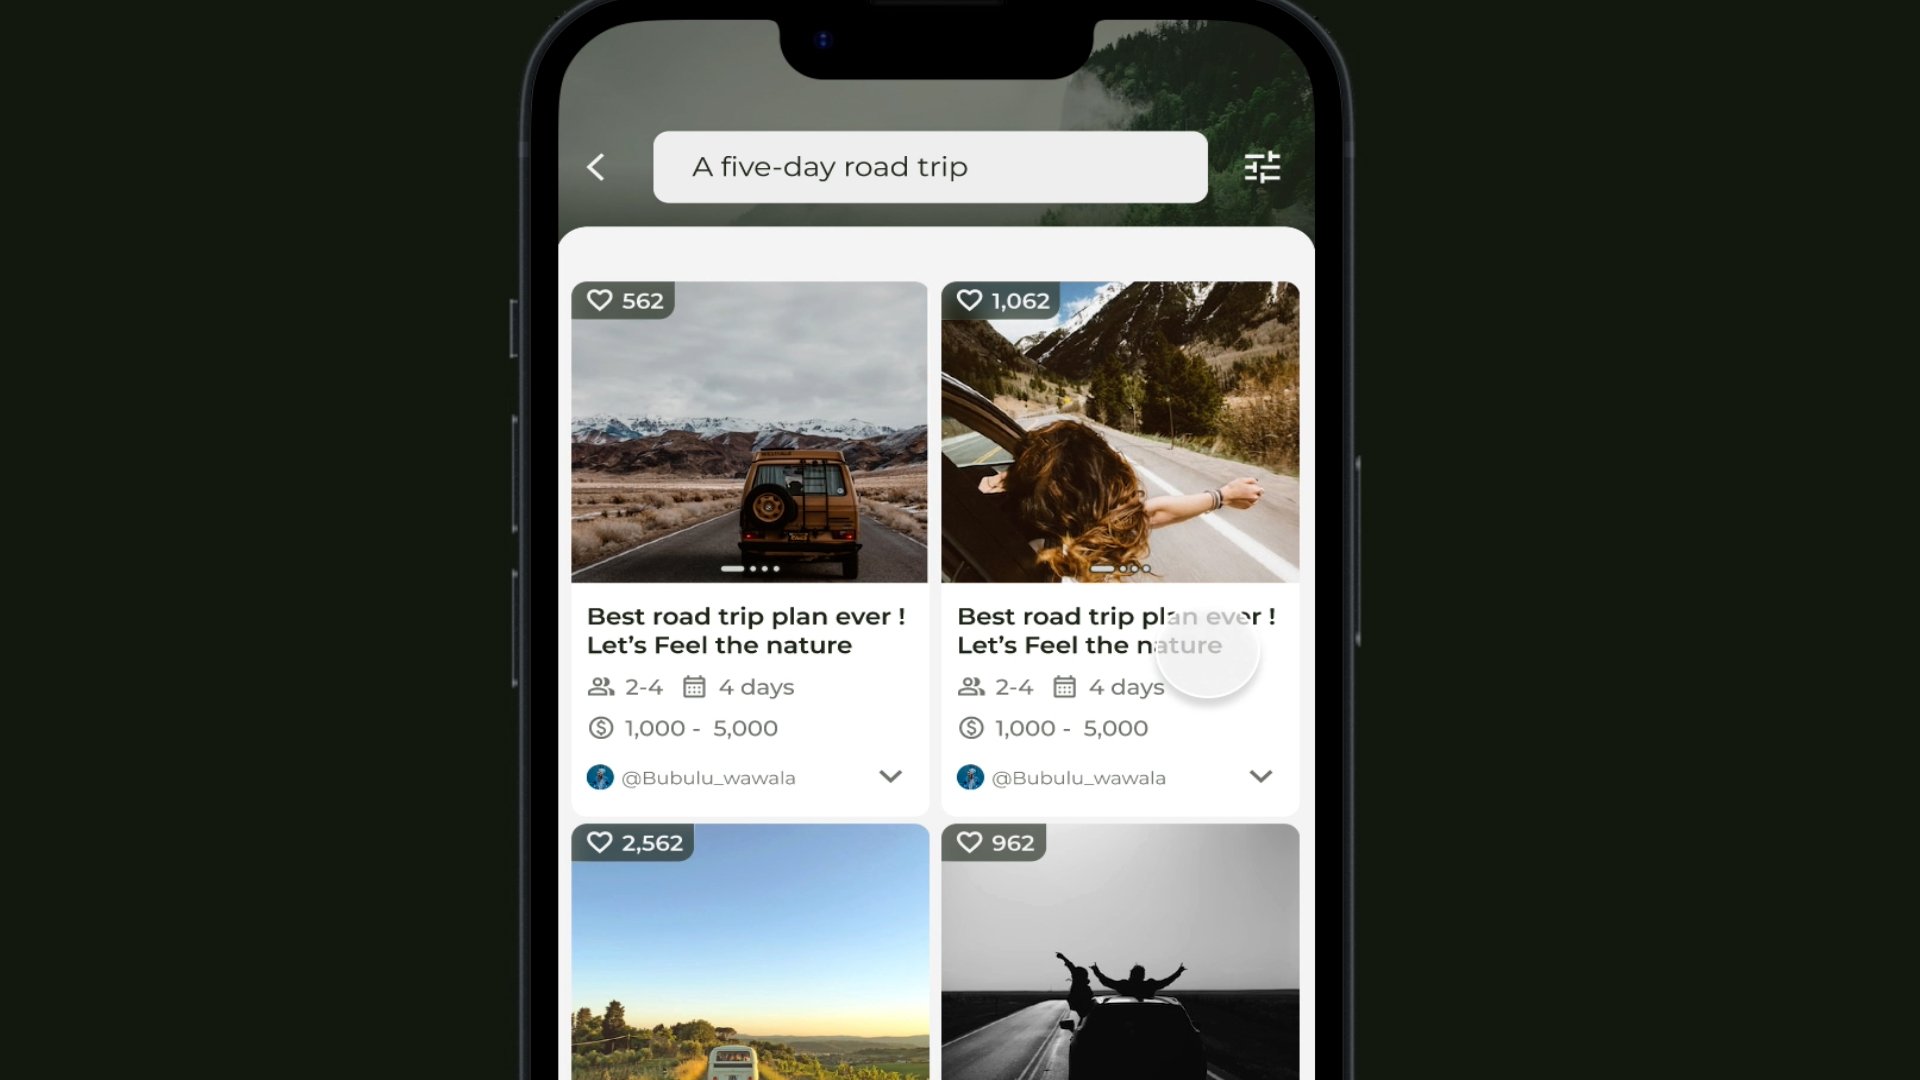 A five-day road trip
562
1,062
Best road trip plan ever !
Let’s Feel the nature
2-4 4 days
1,000 - 5,000
@Bubulu_wawala
Best road trip plan ever !
Let’s Feel the nature
2-4 4 days
1,000 - 5,000
@Bubulu_wawala
2,562
962